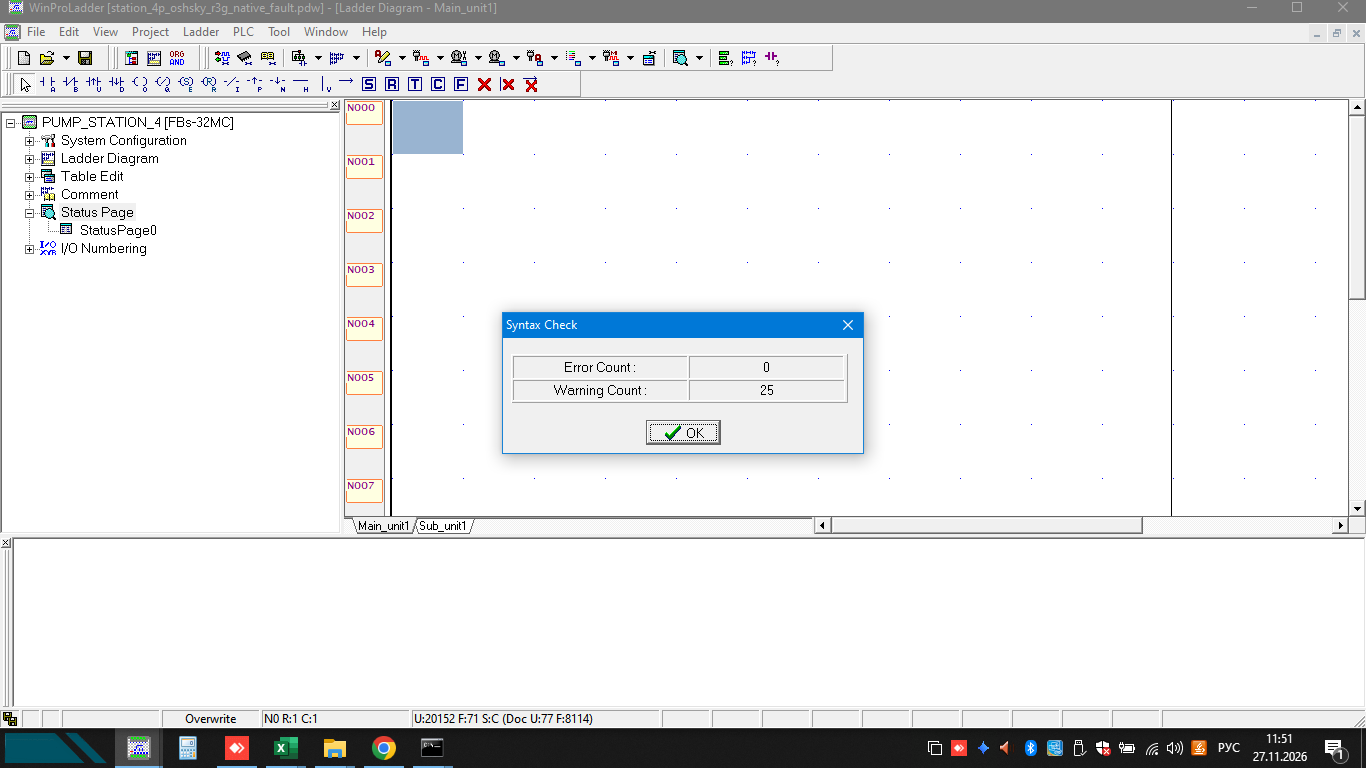 WinProLadder [station_4p_oshsky_r3g_native_fault.pdw] - [Ladder Diagram - Main_unit1]
File Edit View Project Ladder PLC Tool Window Help
ORG
AND
A B U D O Q S R I P N H V
S R T C F
PUMP_STATION_4 [FBs-32MC]
System Configuration
Ladder Diagram
Table Edit
Comment
Status Page
StatusPage0
I/O Numbering
N000
N001
N002
N003
N004
N005
N006
N007
Syntax Check
Error Count : 0
Warning Count : 25
OK
Main_unit1 Sub_unit1
Overwrite N0 R:1 C:1 U:20152 F:71 S:C (Doc U:77 F:8114)
РУС
11:51
27.11.2026
1